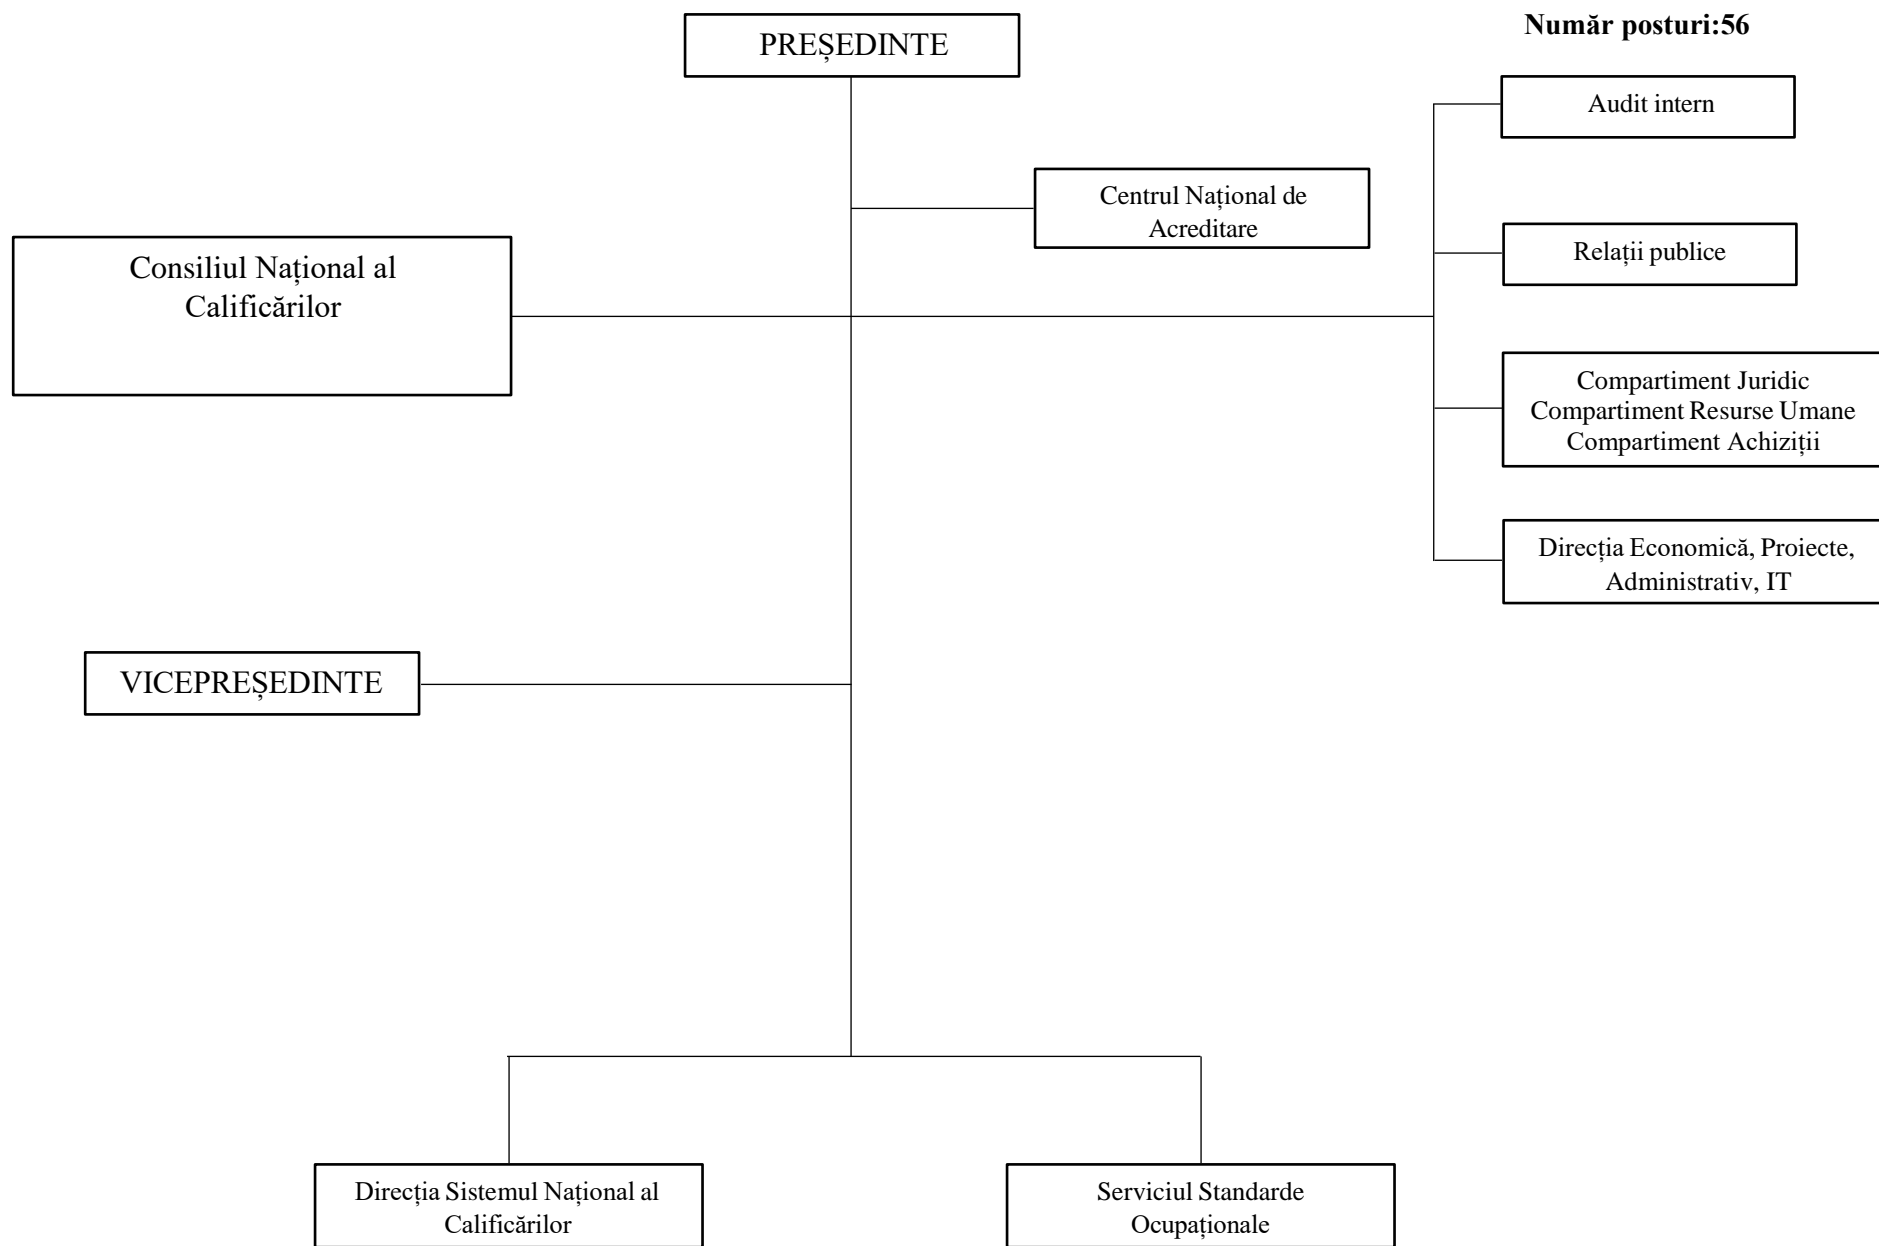 Număr posturi:56
PREȘEDINTE
Audit intern
Centrul Național de
Acreditare
Relații publice
Consiliul Național al
Calificărilor
Compartiment Juridic
Compartiment Resurse Umane
Compartiment Achiziții
Direcția Economică, Proiecte,
Administrativ, IT
VICEPREȘEDINTE
Direcția Sistemul Național al
Calificărilor
Serviciul Standarde
Ocupaționale